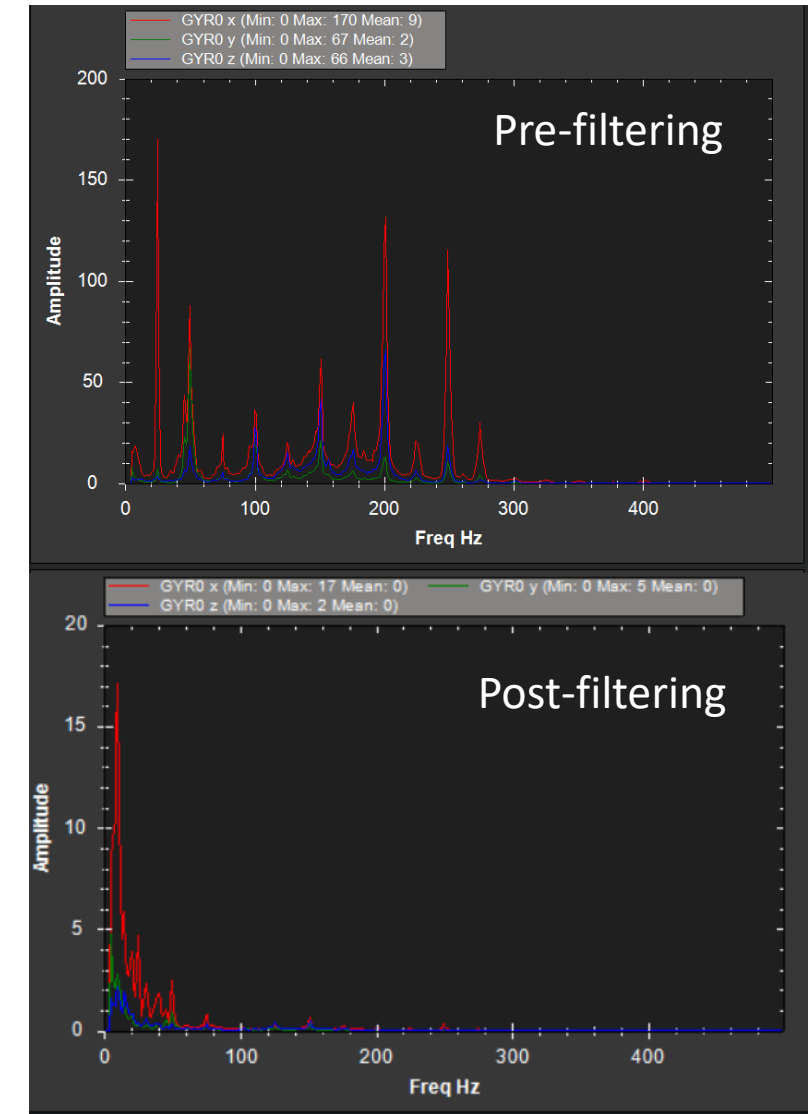 GYR0 x (Min: 0 Max: 170 Mean: 9)
GYR0 y (Min: 0 Max: 67 Mean: 2)
GYR0 z (Min: 0 Max: 66 Mean: 3)
Pre-filtering
200
150
100
50
0
Amplitude
0 100 200 300 400
Freq Hz
GYR0 x (Min: 0 Max: 17 Mean: 0) GYR0 y (Min: 0 Max: 5 Mean: 0)
GYR0 z (Min: 0 Max: 2 Mean: 0)
Post-filtering
20
15
10
5
0
Amplitude
0 100 200 300 400
Freq Hz